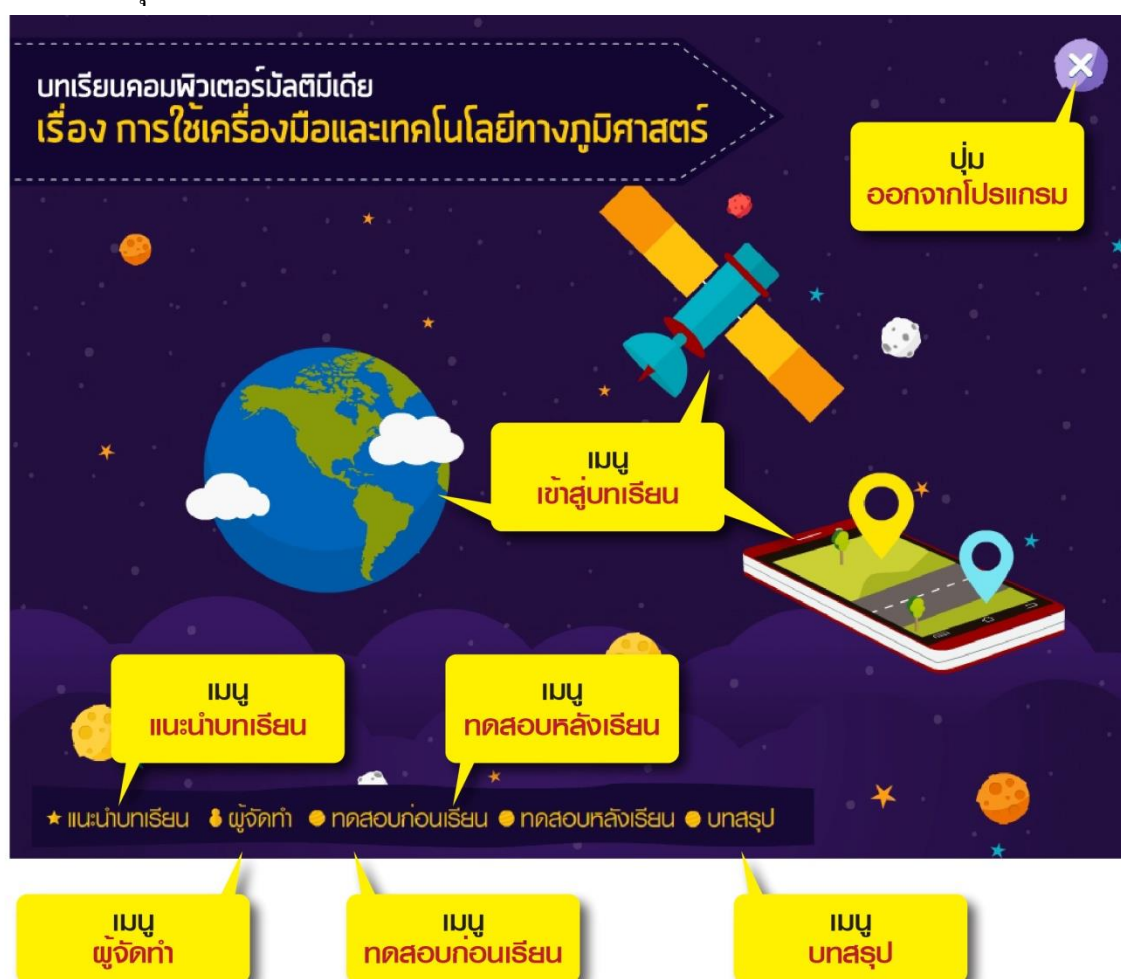 บทเรียนคอมพิวเตอร์มัลติมีเดีย
เรื่อง การใช้เครื่องมือและเทคโนโลยีทางภูมิศาสตร์
ปุ่ม
ออกจากโปรแกรม
เมนู
เข้าสู่บทเรียน
เมนู
แนะนำบทเรียน
เมนู
ทดสอบหลังเรียน
แนะนำบทเรียน ผู้จัดทำ ทดสอบก่อนเรียน ทดสอบหลังเรียน บทสรุป
เมนู
ผู้จัดทำ
เมนู
ทดสอบก่อนเรียน
เมนู
บทสรุป